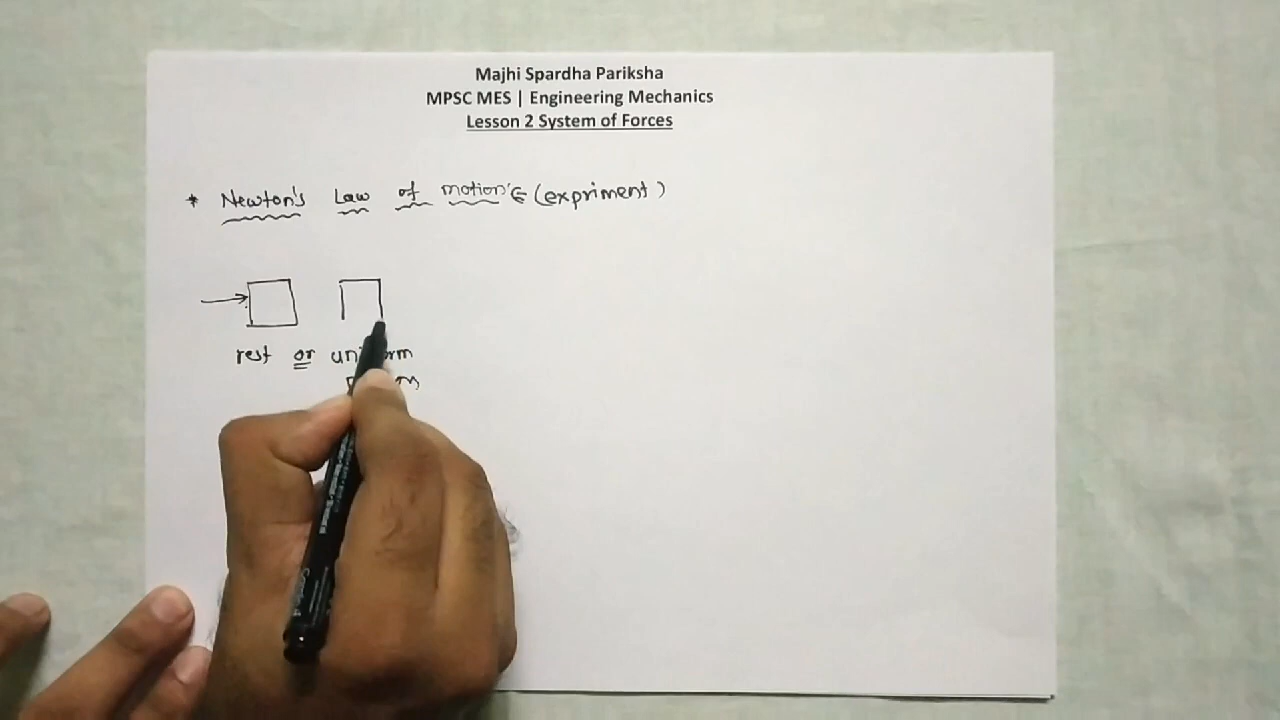 Majhi Spardha Pariksha
MPSC MES | Engineering Mechanics
Lesson 2 System of Forces
* Newton's Law of motion's (expriment)
rest or uniform